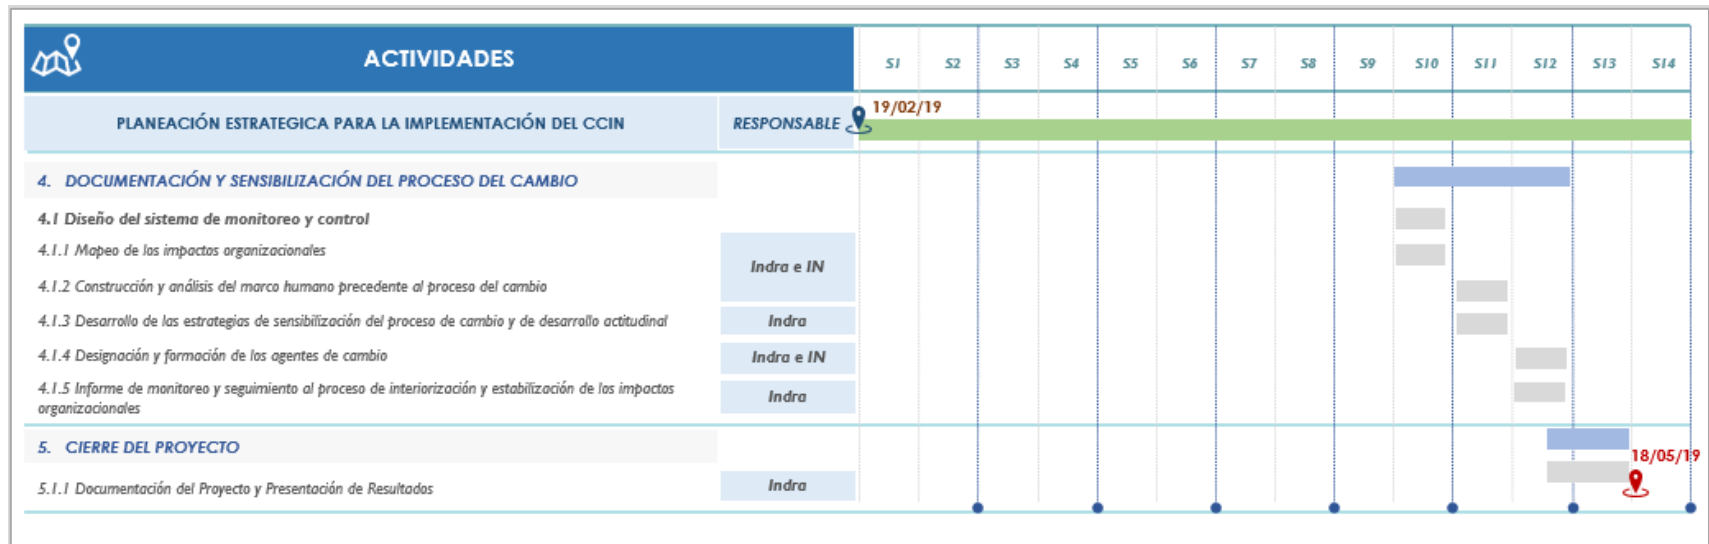 ACTIVIDADES
S1 S2 S3 S4 S5 S6 S7 S8 S9 S10 S11 S12 S13 S14
PLANEACIÓN ESTRATEGICA PARA LA IMPLEMENTACIÓN DEL CCIN
RESPONSABLE
19/02/19
4. DOCUMENTACIÓN Y SENSIBILIZACIÓN DEL PROCESO DEL CAMBIO
4.1 Diseño del sistema de monitoreo y control
4.1.1 Mapeo de los impactos organizacionales
Indra e IN
4.1.2 Construcción y análisis del marco humano precedente al proceso del cambio
4.1.3 Desarrollo de las estrategias de sensibilización del proceso de cambio y de desarrollo actitudinal
Indra
4.1.4 Designación y formación de los agentes de cambio
Indra e IN
4.1.5 Informe de monitoreo y seguimiento al proceso de interiorización y estabilización de los impactos
organizacionales
Indra
5. CIERRE DEL PROYECTO
18/05/19
5.1.1 Documentación del Proyecto y Presentación de Resultados
Indra